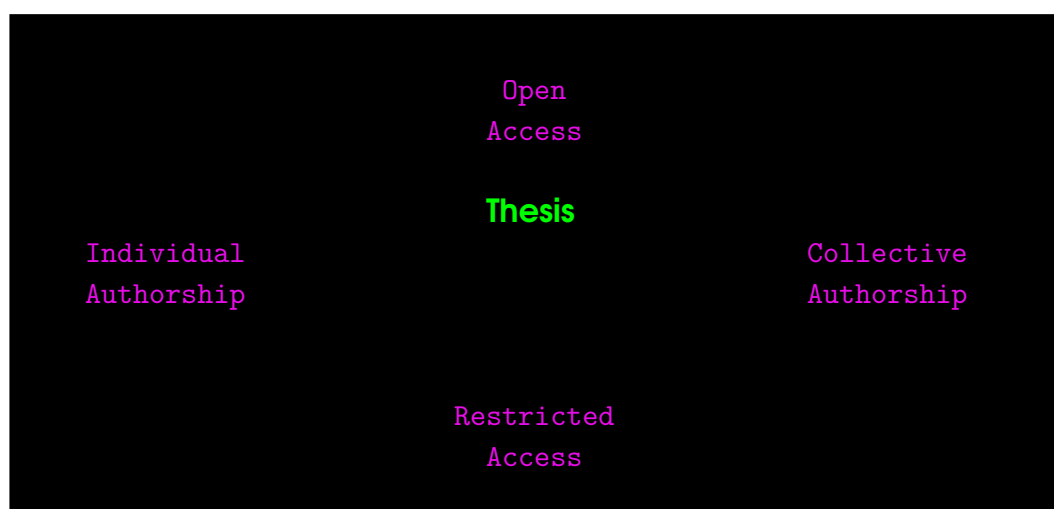 Open
Access
Thesis
Individual
Authorship
Collective
Authorship
Restricted
Access